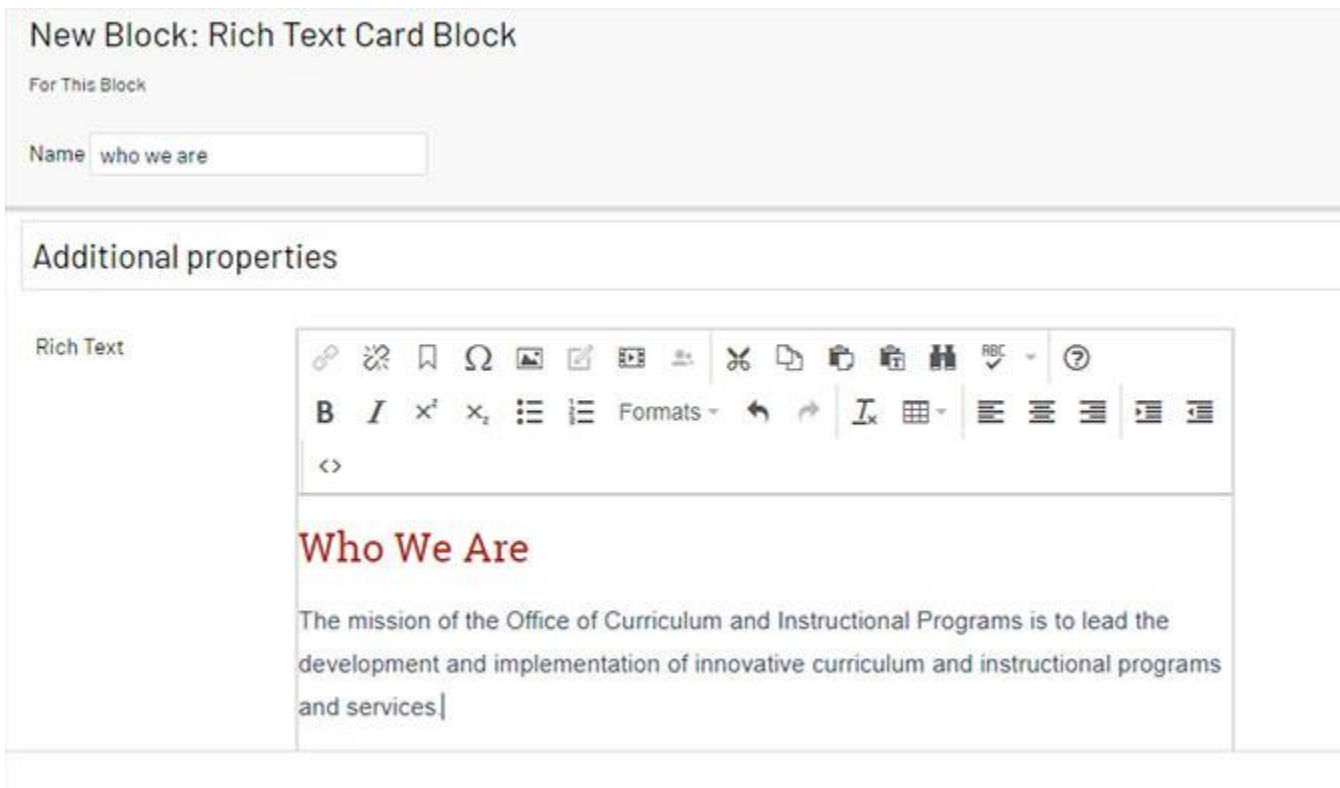 New Block: Rich Text Card Block
For This Block
Name who we are
Additional properties
Rich Text
ABC
Formats
Who We Are
The mission of the Office of Curriculum and Instructional Programs is to lead the
development and implementation of innovative curriculum and instructional programs
and services.